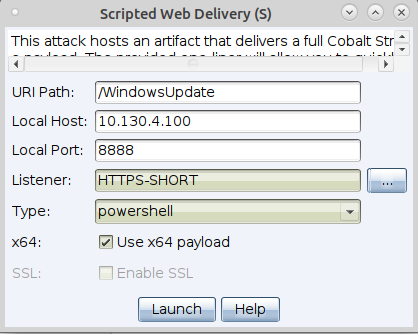 Scripted Web Delivery (S)
This attack hosts an artifact that delivers a full Cobalt Str
URI Path: /WindowsUpdate
Local Host: 10.130.4.100
Local Port: 8888
Listener: HTTPS-SHORT ...
Type: powershell
x64: Use x64 payload
SSL: Enable SSL
Launch Help